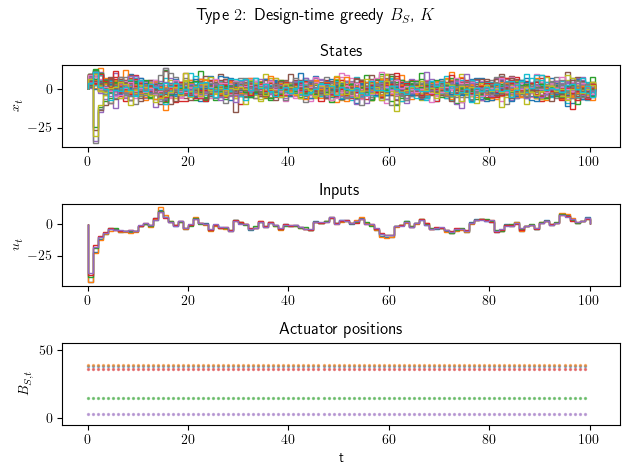 Type 2: Design-time greedy $B_S$, $K$
States
$x_t$
0
−25
0 20 40 60 80 100
Inputs
$u_t$
0
−25
0 20 40 60 80 100
Actuator positions
$B_{S,t}$
50
0
0 20 40 60 80 100
t